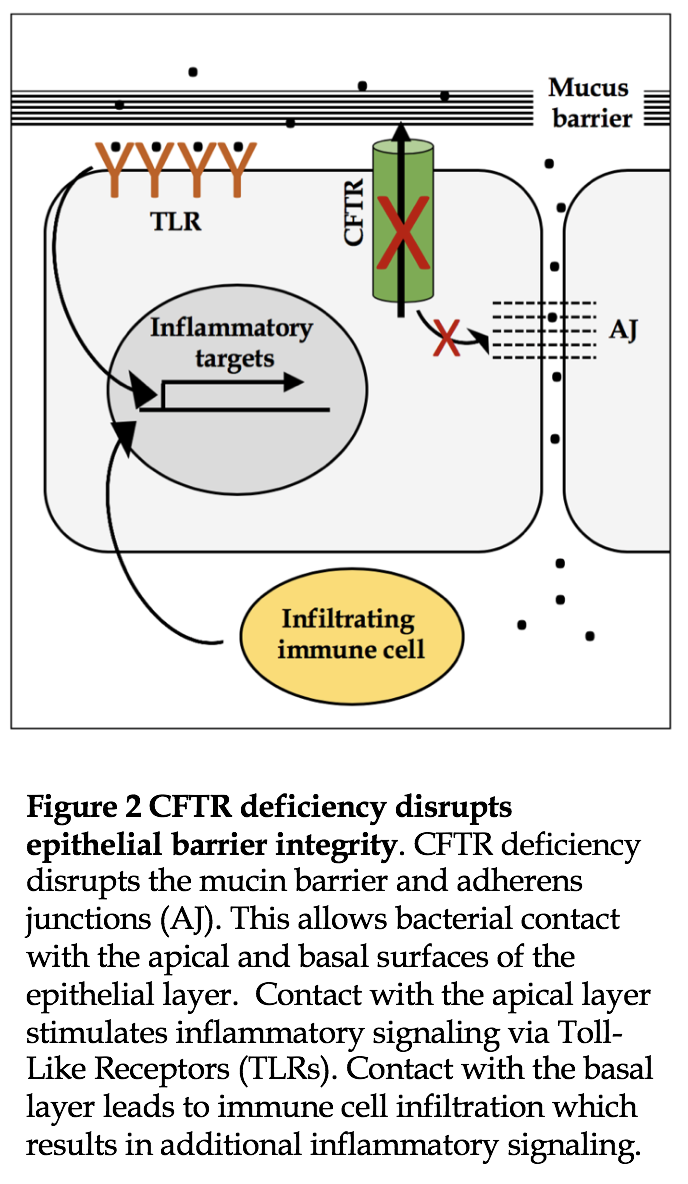 Mucus
barrier
TLR
CFTR
X
Inflammatory
targets
X
AJ
Infiltrating
immune cell
Figure 2 CFTR deficiency disrupts
epithelial barrier integrity. CFTR deficiency
disrupts the mucin barrier and adherens
junctions (AJ). This allows bacterial contact
with the apical and basal surfaces of the
epithelial layer.  Contact with the apical layer
stimulates inflammatory signaling via Toll-
Like Receptors (TLRs). Contact with the basal
layer leads to immune cell infiltration which
results in additional inflammatory signaling.